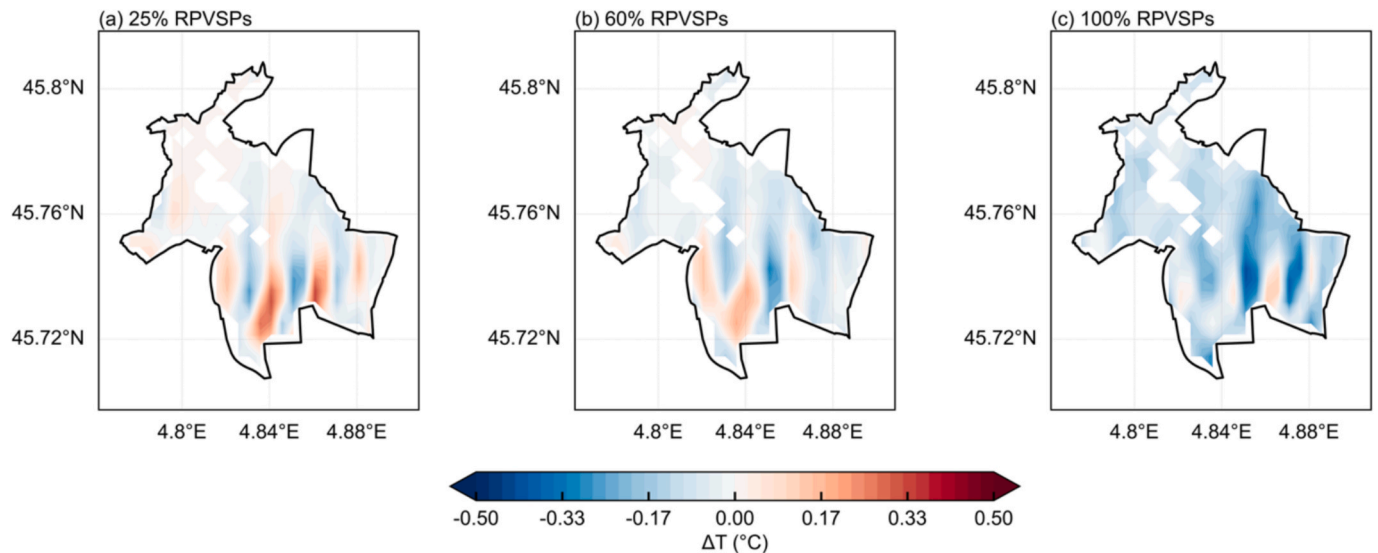 (a) 25% RPVSPs (b) 60% RPVSPs (c) 100% RPVSPs
45.8°N 45.8°N 45.8°N
45.76°N 45.76°N 45.76°N
45.72°N 45.72°N 45.72°N
4.8°E 4.84°E 4.88°E 4.8°E 4.84°E 4.88°E 4.8°E 4.84°E 4.88°E
-0.50 -0.33 -0.17 0.00 0.17 0.33 0.50
ΔT (°C)